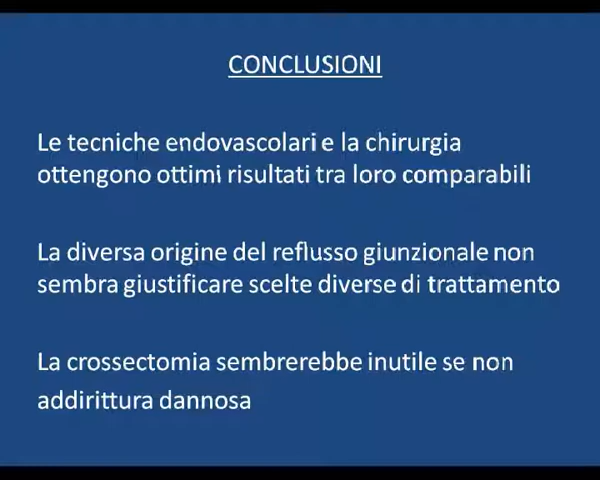 CONCLUSIONI
Le tecniche endovascolari e la chirurgia
ottengono ottimi risultati tra loro comparabili
La diversa origine del reflusso giunzionale non
sembra giustificare scelte diverse di trattamento
La crossectomia sembrerebbe inutile se non
addirittura dannosa